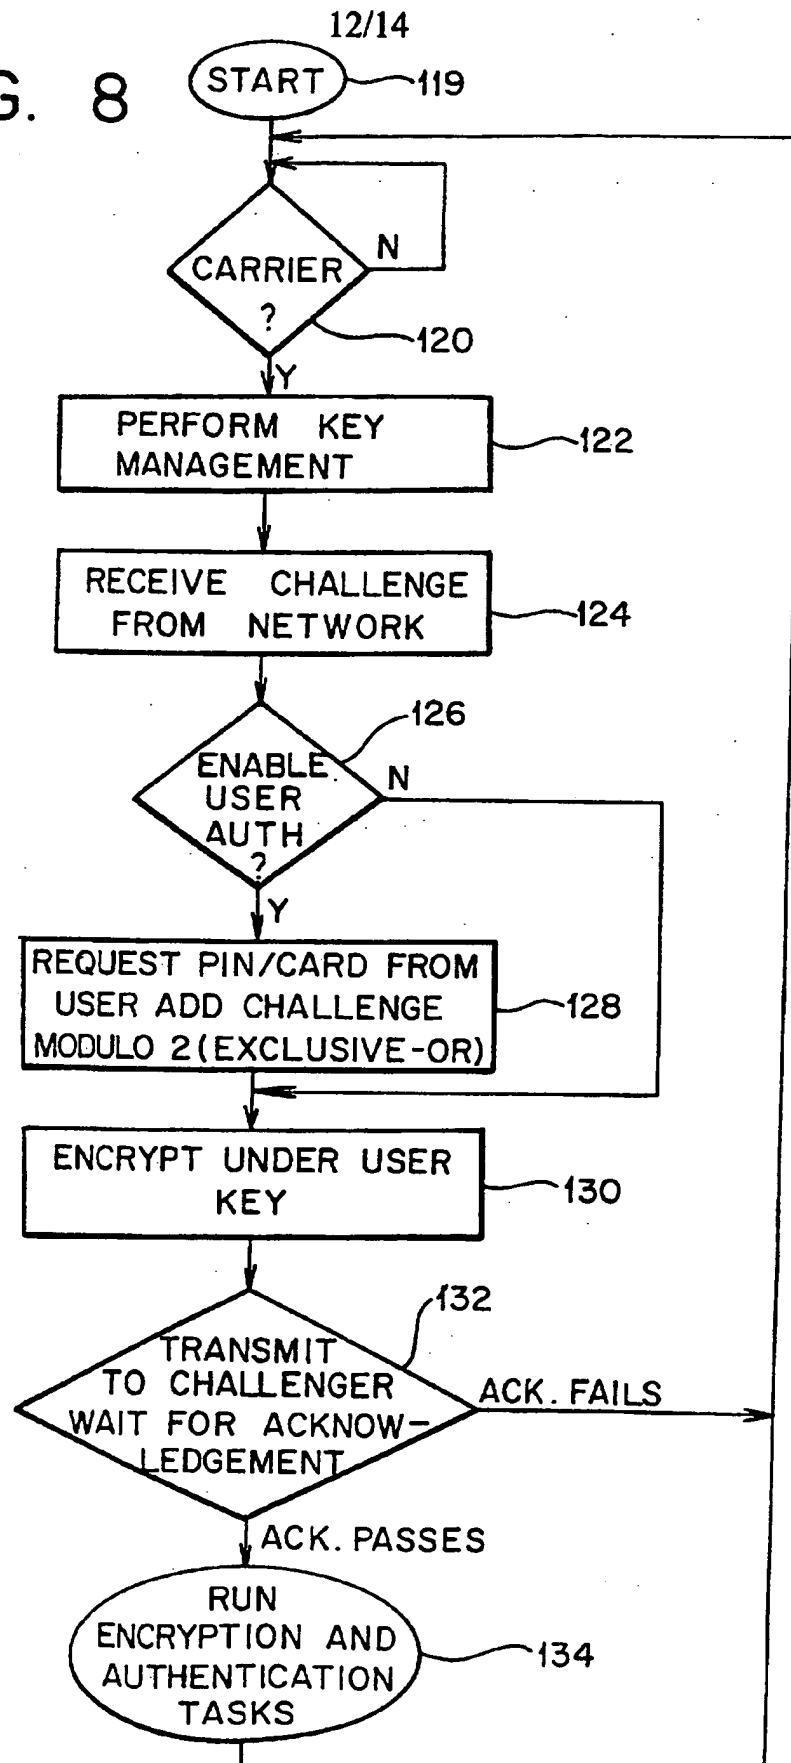 12/14
G. 8
START
119
CARRIER
?
N
120
Y
PERFORM KEY
MANAGEMENT
122
RECEIVE CHALLENGE
FROM NETWORK
124
126
ENABLE
USER
AUTH
?
N
Y
REQUEST PIN/CARD FROM
USER ADD CHALLENGE
MODULO 2 (EXCLUSIVE-OR)
128
ENCRYPT UNDER USER
KEY
130
132
TRANSMIT
TO CHALLENGER
WAIT FOR ACKNOW-
LEDGEMENT
ACK. FAILS
ACK. PASSES
RUN
ENCRYPTION AND
AUTHENTICATION
TASKS
134